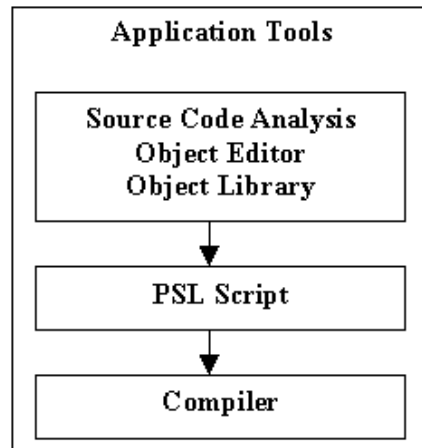 Application Tools
Source Code Analysis
Object Editor
Object Library
PSL Script
Compiler